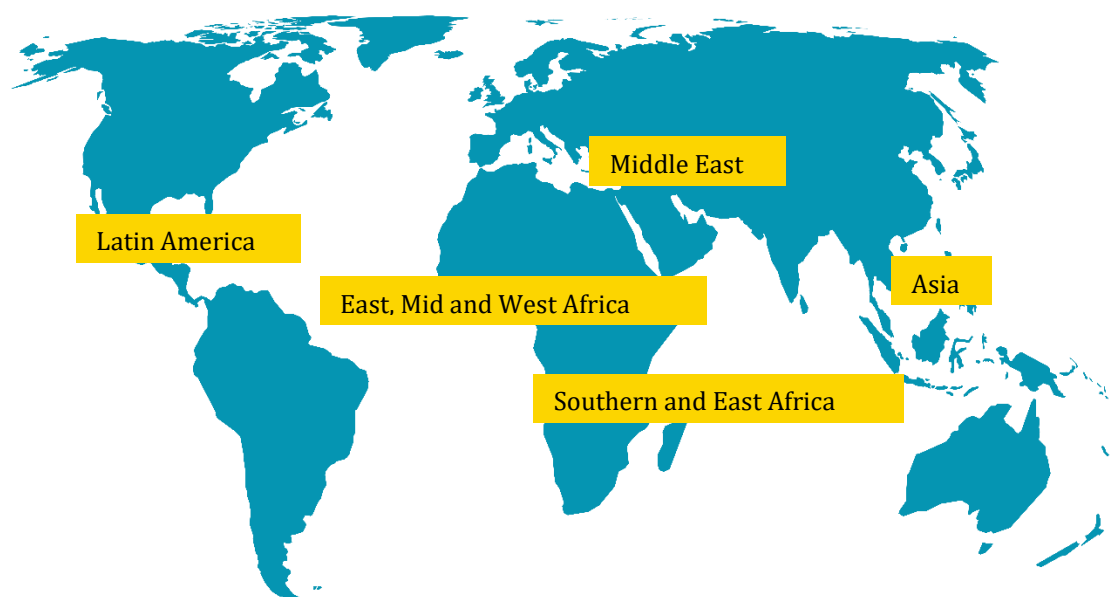 Middle East
Latin America
Asia
East, Mid and West Africa
Southern and East Africa